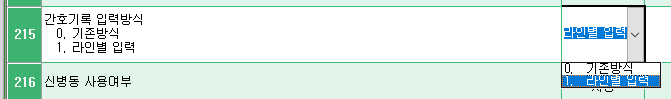 215
간호기록 입력방식
0. 기존방식
1. 라인별 입력
라인별 입력
0. 기존방식
1. 라인별 입력
216
신병동 사용여부